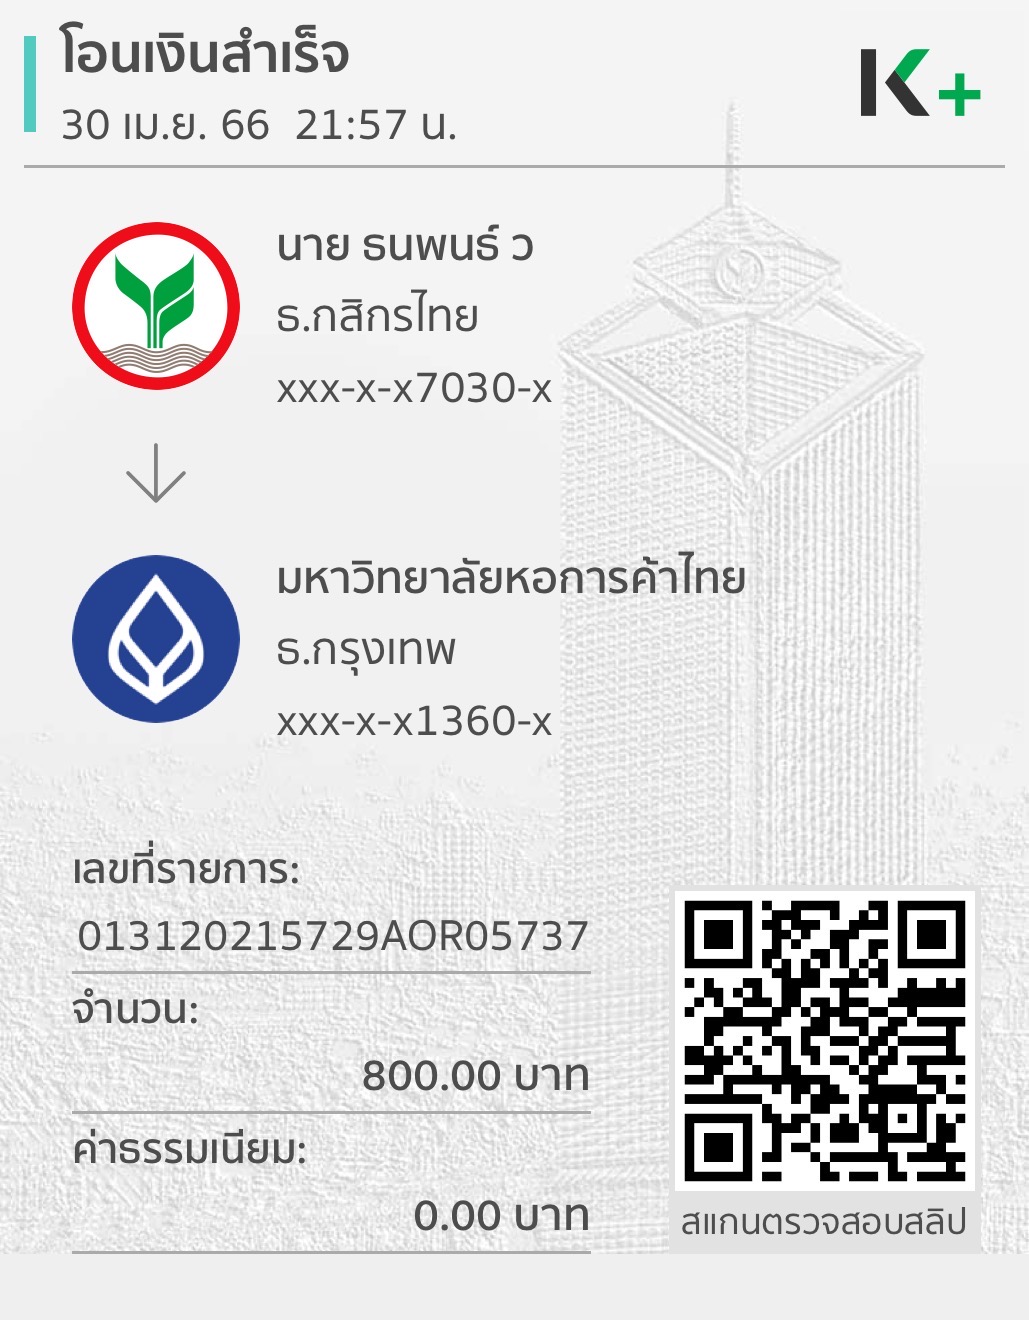 โอนเงินสำเร็จ
30 เม.ย. 66 21:57 น.
K+
นาย ธนพนธ์ ว
ธ.กสิกรไทย
xxx-x-x7030-x
มหาวิทยาลัยหอการค้าไทย
ธ.กรุงเทพ
xxx-x-x1360-x
เลขที่รายการ:
013120215729AOR05737
จำนวน:
800.00 บาท
ค่าธรรมเนียม:
0.00 บาท
สแกนตรวจสอบสลิป